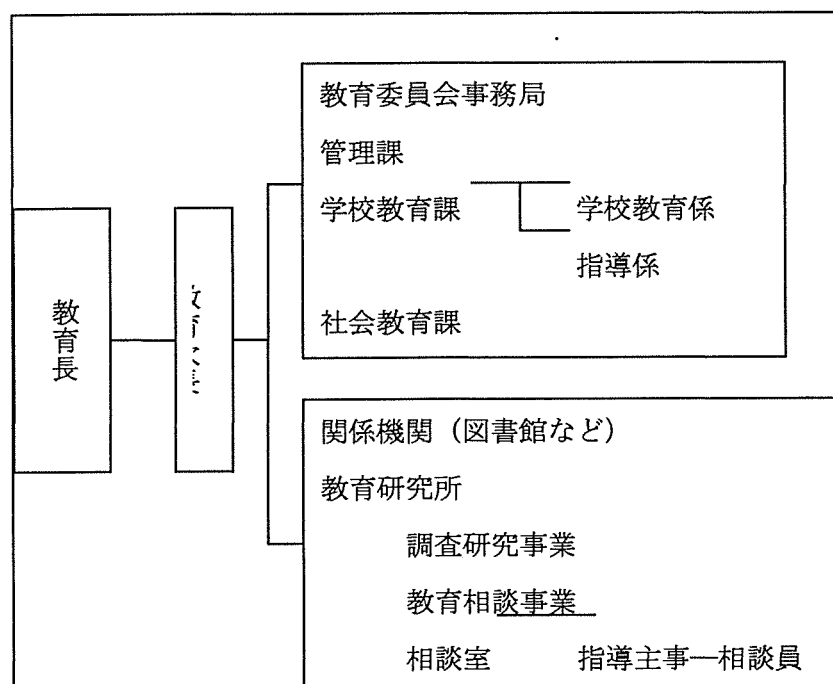 教育長
教育委員会事務局
管理課
学校教育課
学校教育係
指導係
社会教育課
関係機関（図書館など）
教育研究所
調査研究事業
教育相談事業
相談室 指導主事―相談員